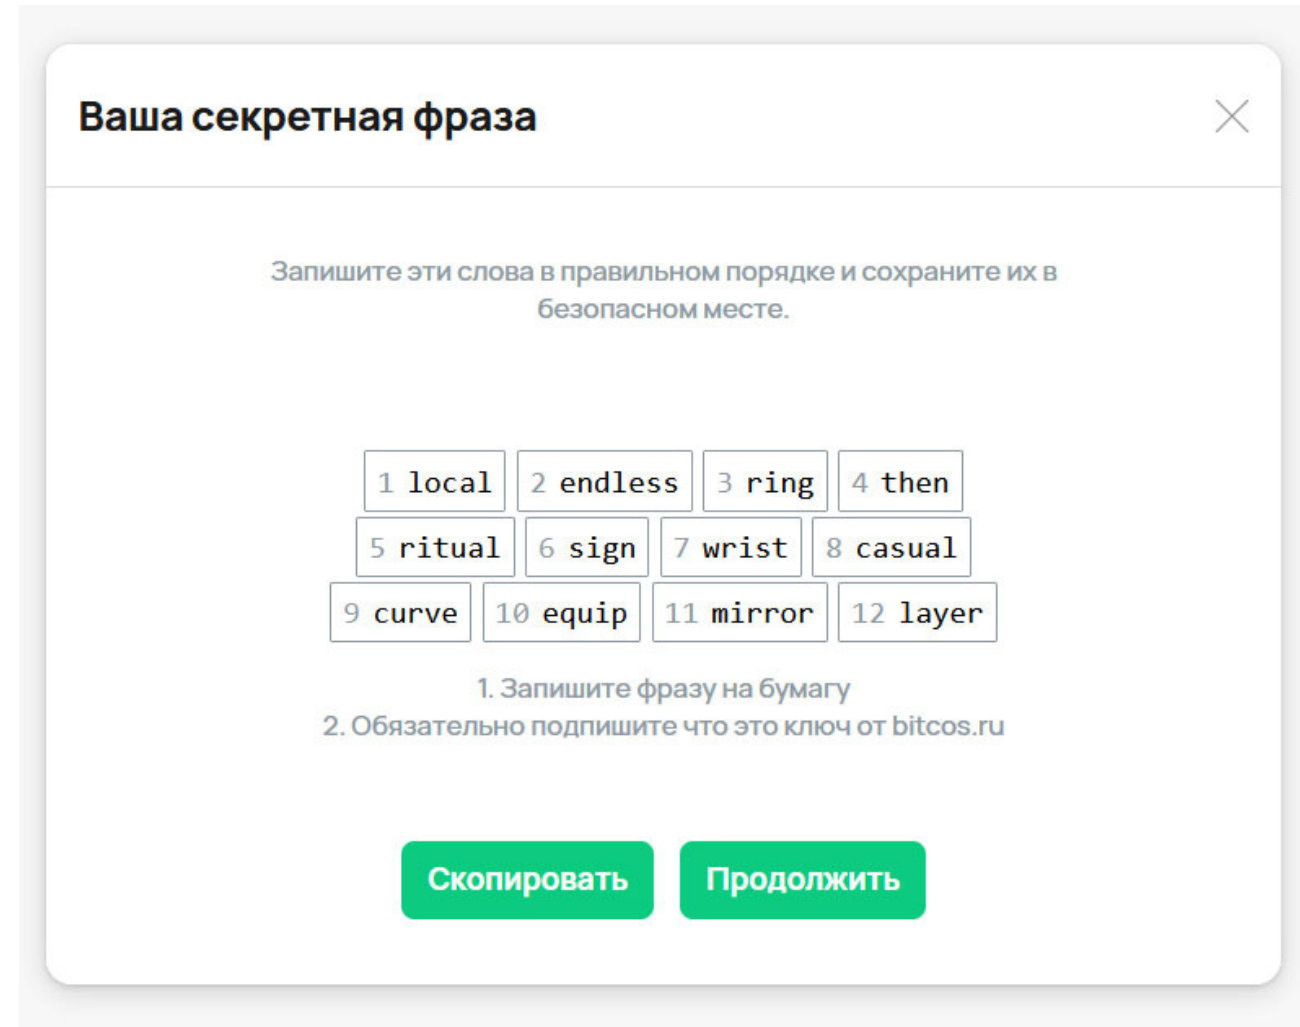 Ваша секретная фраза
Запишите эти слова в правильном порядке и сохраните их в
безопасном месте.
1 local 2 endless 3 ring 4 then
5 ritual 6 sign 7 wrist 8 casual
9 curve 10 equip 11 mirror 12 layer
1. Запишите фразу на бумагу
2. Обязательно подпишите что это ключ от bitcos.ru
Скопировать Продолжить